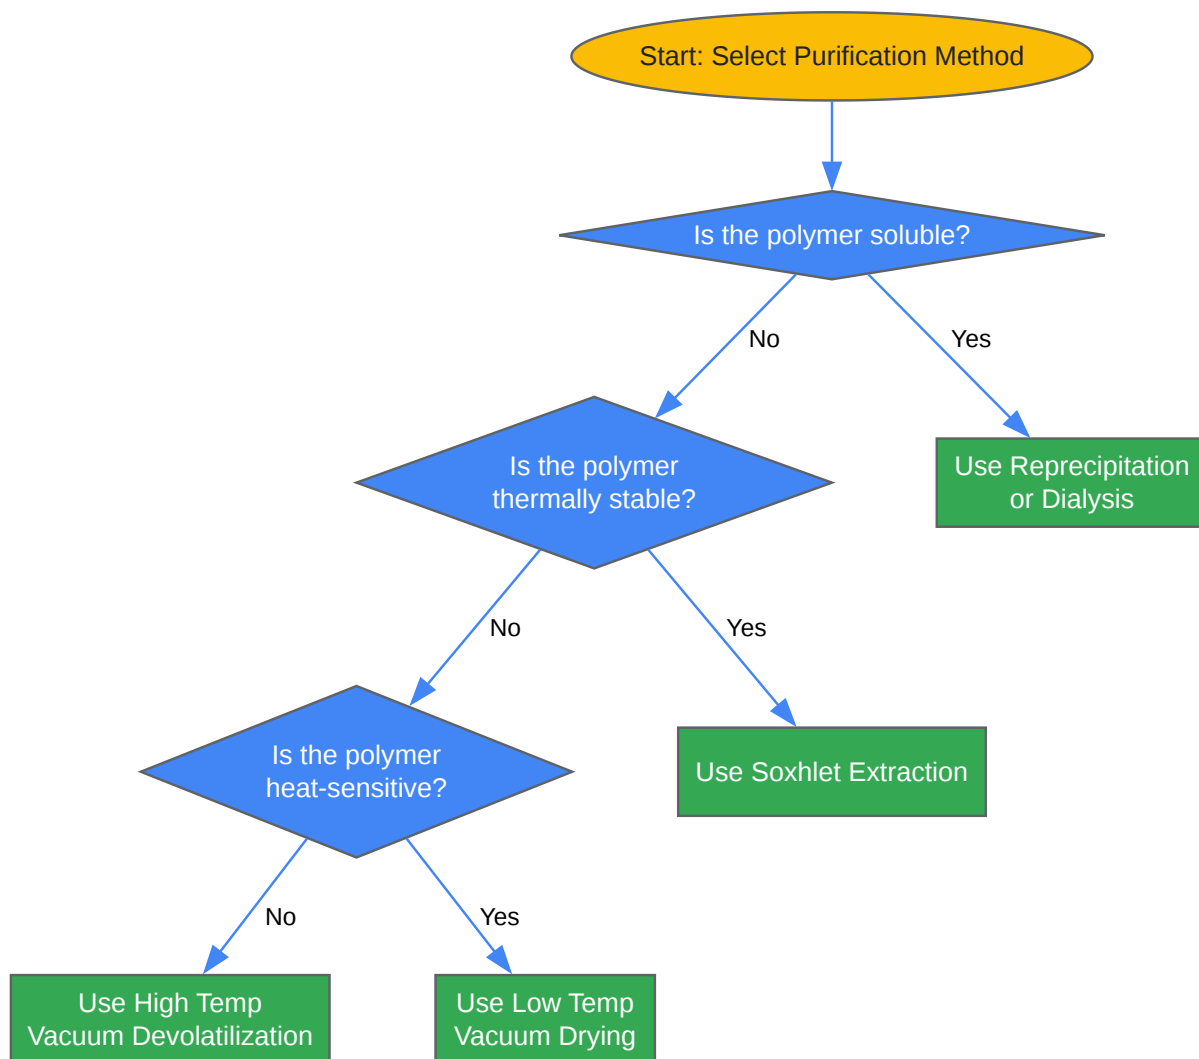 Start: Select Purification Method
Is the polymer soluble?
No
Yes
Is the polymer
thermally stable?
Use Reprecipitation
or Dialysis
No
Yes
Is the polymer
heat-sensitive?
Use Soxhlet Extraction
No
Yes
Use High Temp
Vacuum Devolatilization
Use Low Temp
Vacuum Drying